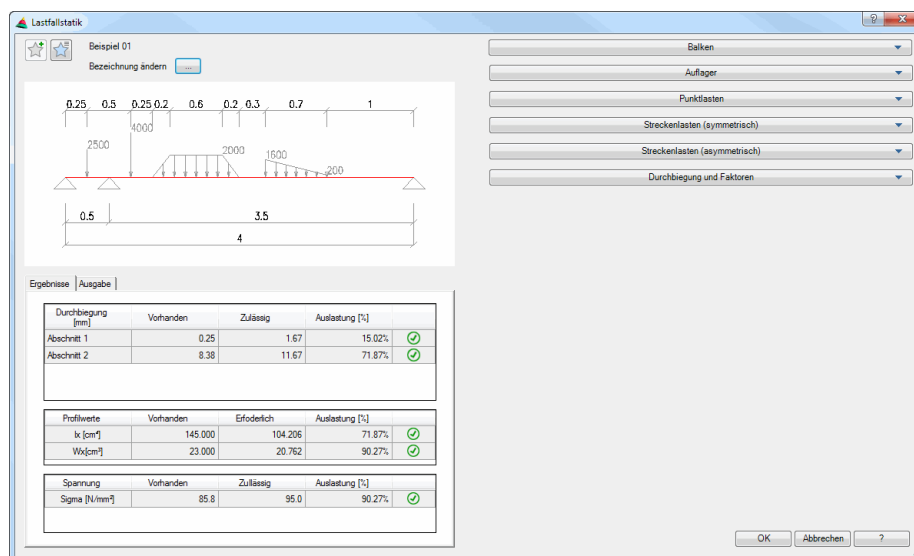 Lastfallstatik
?
Beispiel 01
Bezeichnung ändern ...
0.25 0.5 0.25 0.2 0.6 0.2 0.3 0.7 1
4000
2500 2000 1600
200
0.5 3.5
4
Ergebnisse Ausgabe
Durchbiegung [mm] Vorhanden Zulässig Auslastung [%]
Abschnitt 1 0.25 1.67 15.02%
Abschnitt 2 8.38 11.67 71.87%
Profilwerte Vorhanden Erfoderlich Auslastung [%]
Ix [cm⁴] 145.000 104.206 71.87%
Wx[cm³] 23.000 20.762 90.27%
Spannung Vorhanden Zullässig Auslastung [%]
Sigma [N/mm²] 85.8 95.0 90.27%
Balken
Auflager
Punktlasten
Streckenlasten (symmetrisch)
Streckenlasten (asymmetrisch)
Durchbiegung und Faktoren
OK Abbrechen ?